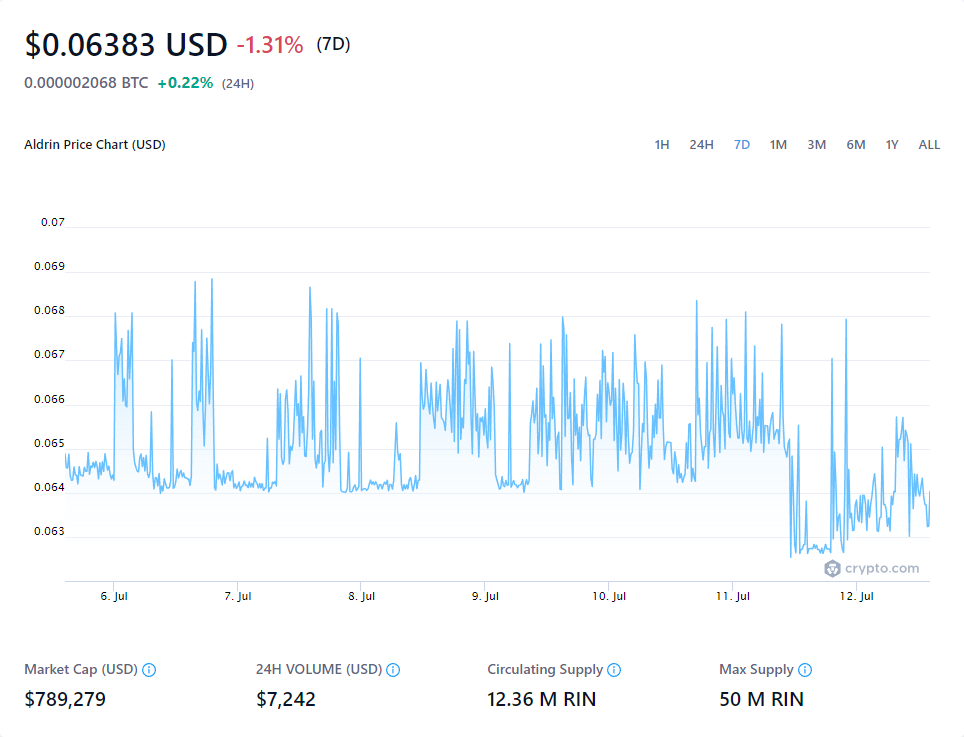 $0.06383 USD -1.31% (7D)
0.000002068 BTC +0.22% (24H)
Aldrin Price Chart (USD) 1H 24H 7D 1M 3M 6M 1Y ALL
0.07
0.069
0.068
0.067
0.066
0.065
0.064
0.063
crypto.com
6. Jul 7. Jul 8. Jul 9. Jul 10. Jul 11. Jul 12. Jul
Market Cap (USD) 24H VOLUME (USD) Circulating Supply Max Supply
$789,279 $7,242 12.36 M RIN 50 M RIN